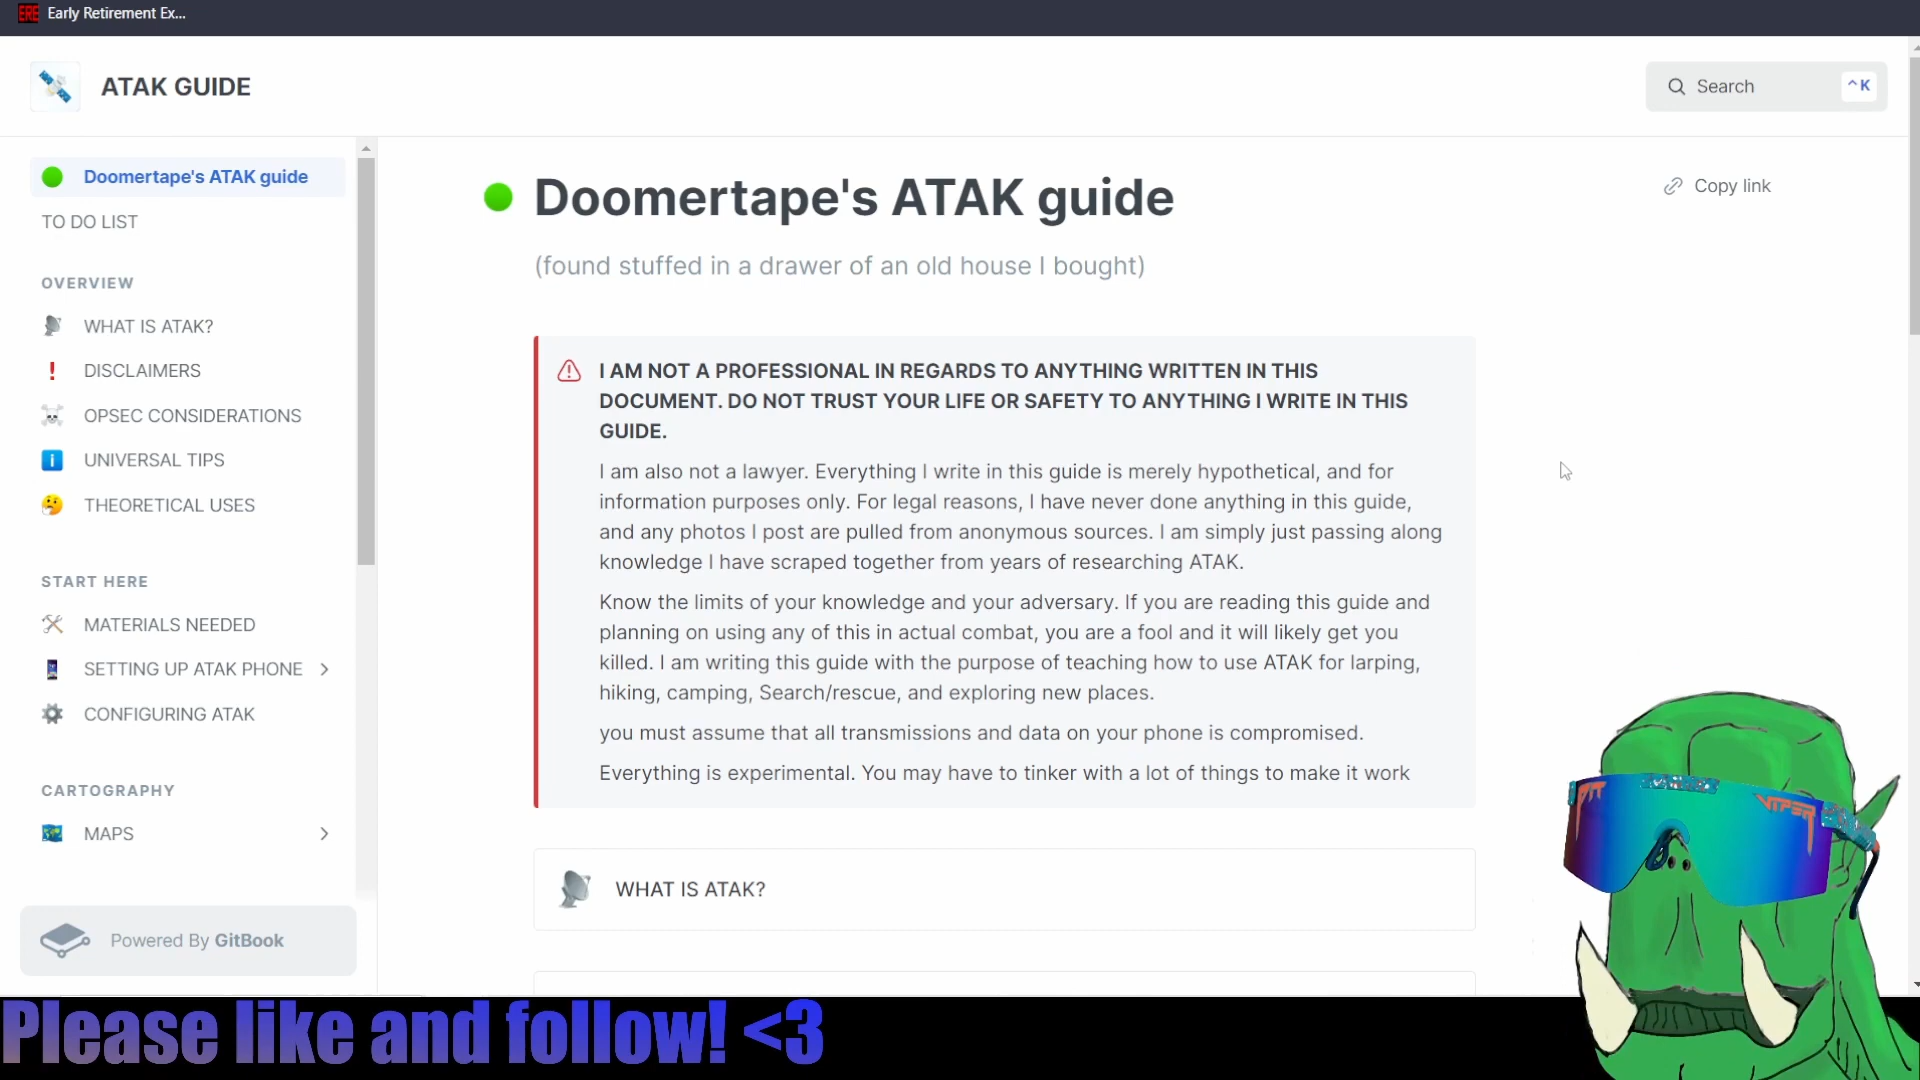 Early Retirement Ex...
ATAK GUIDE
Search
^K
Doomertape's ATAK guide
TO DO LIST
OVERVIEW
WHAT IS ATAK?
DISCLAIMERS
OPSEC CONSIDERATIONS
UNIVERSAL TIPS
THEORETICAL USES
START HERE
MATERIALS NEEDED
SETTING UP ATAK PHONE
CONFIGURING ATAK
CARTOGRAPHY
MAPS
Powered By GitBook
Doomertape's ATAK guide
Copy link
(found stuffed in a drawer of an old house I bought)
I AM NOT A PROFESSIONAL IN REGARDS TO ANYTHING WRITTEN IN THIS
DOCUMENT. DO NOT TRUST YOUR LIFE OR SAFETY TO ANYTHING I WRITE IN THIS
GUIDE.
I am also not a lawyer. Everything I write in this guide is merely hypothetical, and for
information purposes only. For legal reasons, I have never done anything in this guide,
and any photos I post are pulled from anonymous sources. I am simply just passing along
knowledge I have scraped together from years of researching ATAK.
Know the limits of your knowledge and your adversary. If you are reading this guide and
planning on using any of this in actual combat, you are a fool and it will likely get you
killed. I am writing this guide with the purpose of teaching how to use ATAK for larping,
hiking, camping, Search/rescue, and exploring new places.
you must assume that all transmissions and data on your phone is compromised.
Everything is experimental. You may have to tinker with a lot of things to make it work
WHAT IS ATAK?
PIT
VIPER
Please like and follow! <3